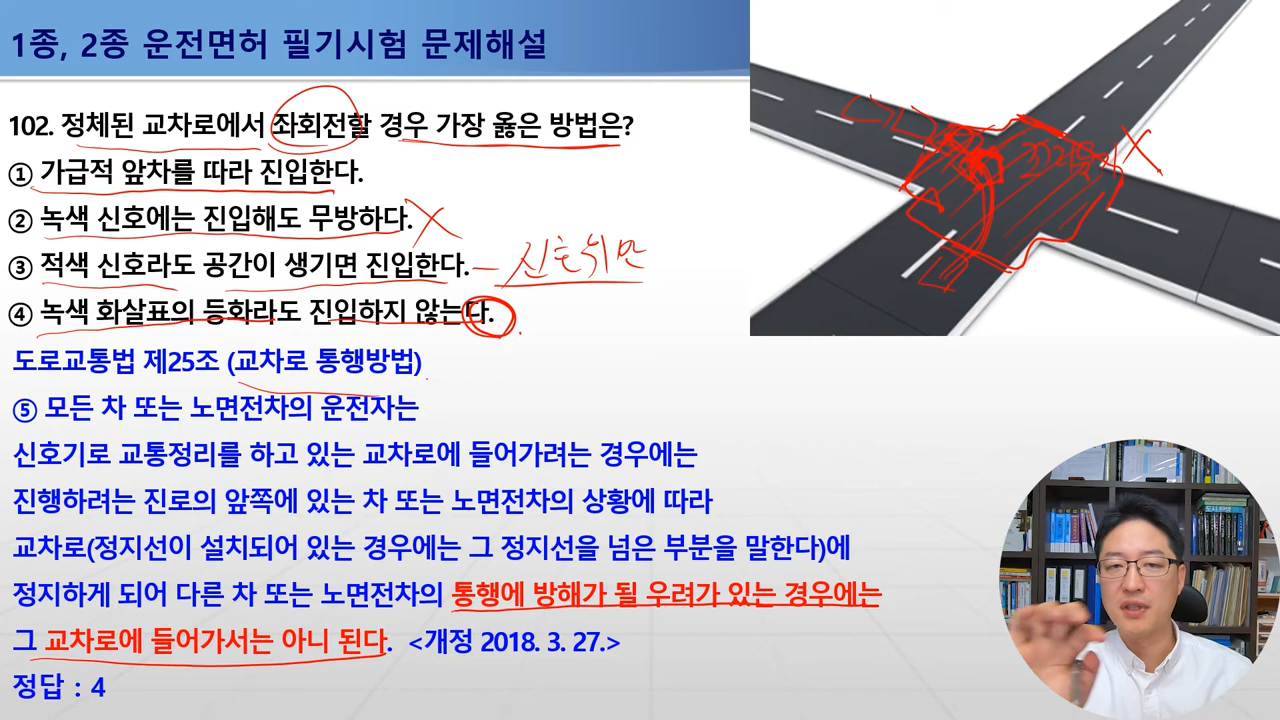 1종, 2종 운전면허 필기시험 문제해설
102. 정체된 교차로에서 좌회전할 경우 가장 옳은 방법은?
① 가급적 앞차를 따라 진입한다.
② 녹색 신호에는 진입해도 무방하다.
③ 적색 신호라도 공간이 생기면 진입한다. 신호위반
④ 녹색 화살표의 등화라도 진입하지 않는다.
도로교통법 제25조 (교차로 통행방법)
⑤ 모든 차 또는 노면전차의 운전자는
신호기로 교통정리를 하고 있는 교차로에 들어가려는 경우에는
진행하려는 진로의 앞쪽에 있는 차 또는 노면전차의 상황에 따라
교차로(정지선이 설치되어 있는 경우에는 그 정지선을 넘은 부분을 말한다)에
정지하게 되어 다른 차 또는 노면전차의 통행에 방해가 될 우려가 있는 경우에는
그 교차로에 들어가서는 아니 된다. <개정 2018. 3. 27.>
정답 : 4